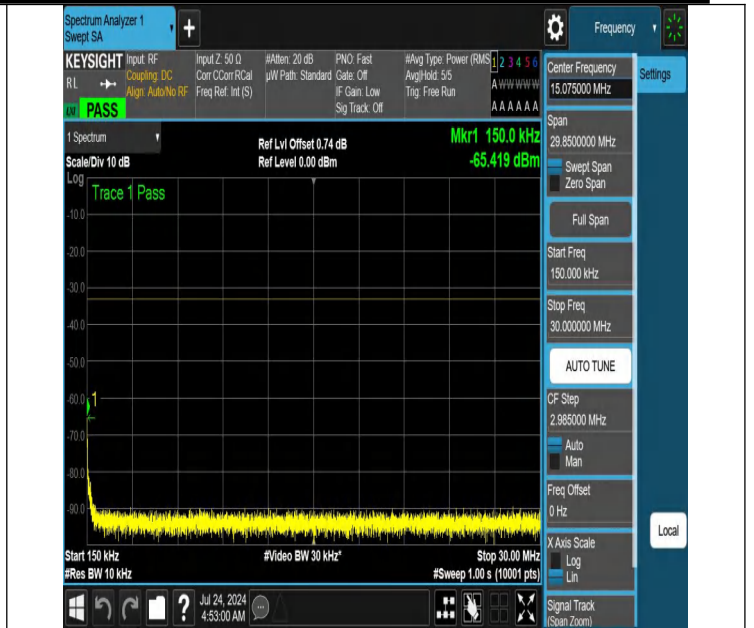 Spectrum Analyzer 1
Swept SA
+
Frequency
KEYSIGHT
RL
PASS
Input: RF
Coupling: DC
Align: Auto/No RF
Input Z: 50 Ω
Corr CCorr RCal
Freq Ref: Int (S)
#Atten: 20 dB
µW Path: Standard
PNO: Fast
Gate: Off
IF Gain: Low
Sig Track: Off
#Avg Type: Power (RMS
Avg|Hold: 5/5
Trig: Free Run
1 2 3 4 5 6
A W W W W W
A A A A A A
1 Spectrum
Scale/Div 10 dB
Ref Lvl Offset 0.74 dB
Ref Level 0.00 dBm
Mkr1 150.0 kHz
-65.419 dBm
Log
Trace 1 Pass
-10.0
-20.0
-30.0
-40.0
-50.0
-60.0
1
-70.0
-80.0
-90.0
Start 150 kHz
#Res BW 10 kHz
#Video BW 30 kHz*
Stop 30.00 MHz
#Sweep 1.00 s (10001 pts)
?
Jul 24, 2024
4:53:00 AM
Center Frequency
15.075000 MHz
Settings
Span
29.8500000 MHz
Swept Span
Zero Span
Full Span
Start Freq
150.000 kHz
Stop Freq
30.000000 MHz
AUTO TUNE
CF Step
2.985000 MHz
Auto
Man
Freq Offset
0 Hz
Local
X Axis Scale
Log
Lin
Signal Track
(Span Zoom)